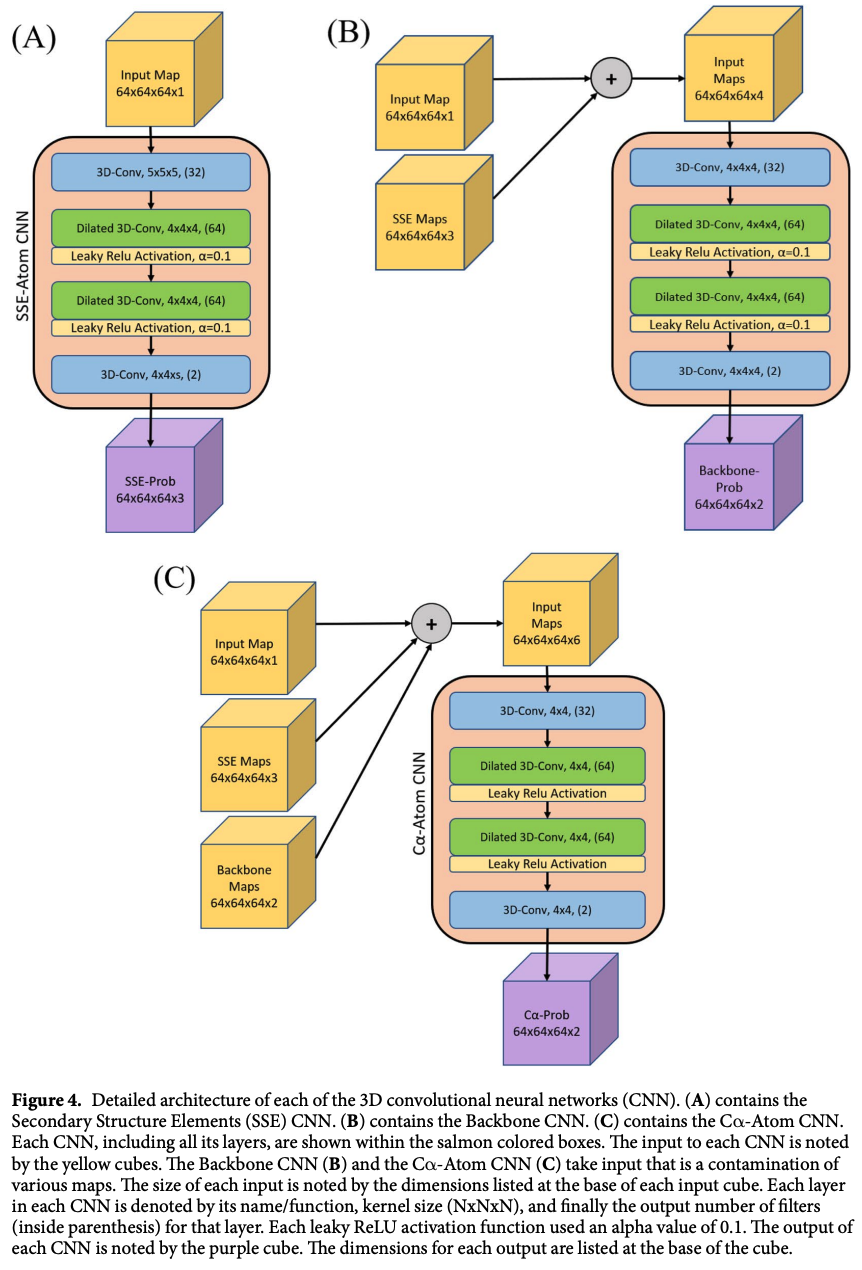 (A)
Input Map
64x64x64x1
SSE-Atom CNN
3D-Conv, 5x5x5, (32)
Dilated 3D-Conv, 4x4x4, (64)
Leaky Relu Activation, α=0.1
Dilated 3D-Conv, 4x4x4, (64)
Leaky Relu Activation, α=0.1
3D-Conv, 4x4xs, (2)
SSE-Prob
64x64x64x3
(B)
Input Map
64x64x64x1
SSE Maps
64x64x64x3
+
Input
Maps
64x64x64x4
3D-Conv, 4x4x4, (32)
Dilated 3D-Conv, 4x4x4, (64)
Leaky Relu Activation, α=0.1
Dilated 3D-Conv, 4x4x4, (64)
Leaky Relu Activation, α=0.1
3D-Conv, 4x4x4, (2)
Backbone-
Prob
64x64x64x2
(C)
Input Map
64x64x64x1
SSE Maps
64x64x64x3
Backbone
Maps
64x64x64x2
+
Input
Maps
64x64x64x6
Cα-Atom CNN
3D-Conv, 4x4, (32)
Dilated 3D-Conv, 4x4, (64)
Leaky Relu Activation
Dilated 3D-Conv, 4x4, (64)
Leaky Relu Activation
3D-Conv, 4x4, (2)
Cα-Prob
64x64x64x2
Figure 4. Detailed architecture of each of the 3D convolutional neural networks (CNN). (A) contains the
Secondary Structure Elements (SSE) CNN. (B) contains the Backbone CNN. (C) contains the Cα-Atom CNN.
Each CNN, including all its layers, are shown within the salmon colored boxes. The input to each CNN is noted
by the yellow cubes. The Backbone CNN (B) and the Cα-Atom CNN (C) take input that is a contamination of
various maps. The size of each input is noted by the dimensions listed at the base of each input cube. Each layer
in each CNN is denoted by its name/function, kernel size (NxNxN), and finally the output number of filters
(inside parenthesis) for that layer. Each leaky ReLU activation function used an alpha value of 0.1. The output of
each CNN is noted by the purple cube. The dimensions for each output are listed at the base of the cube.